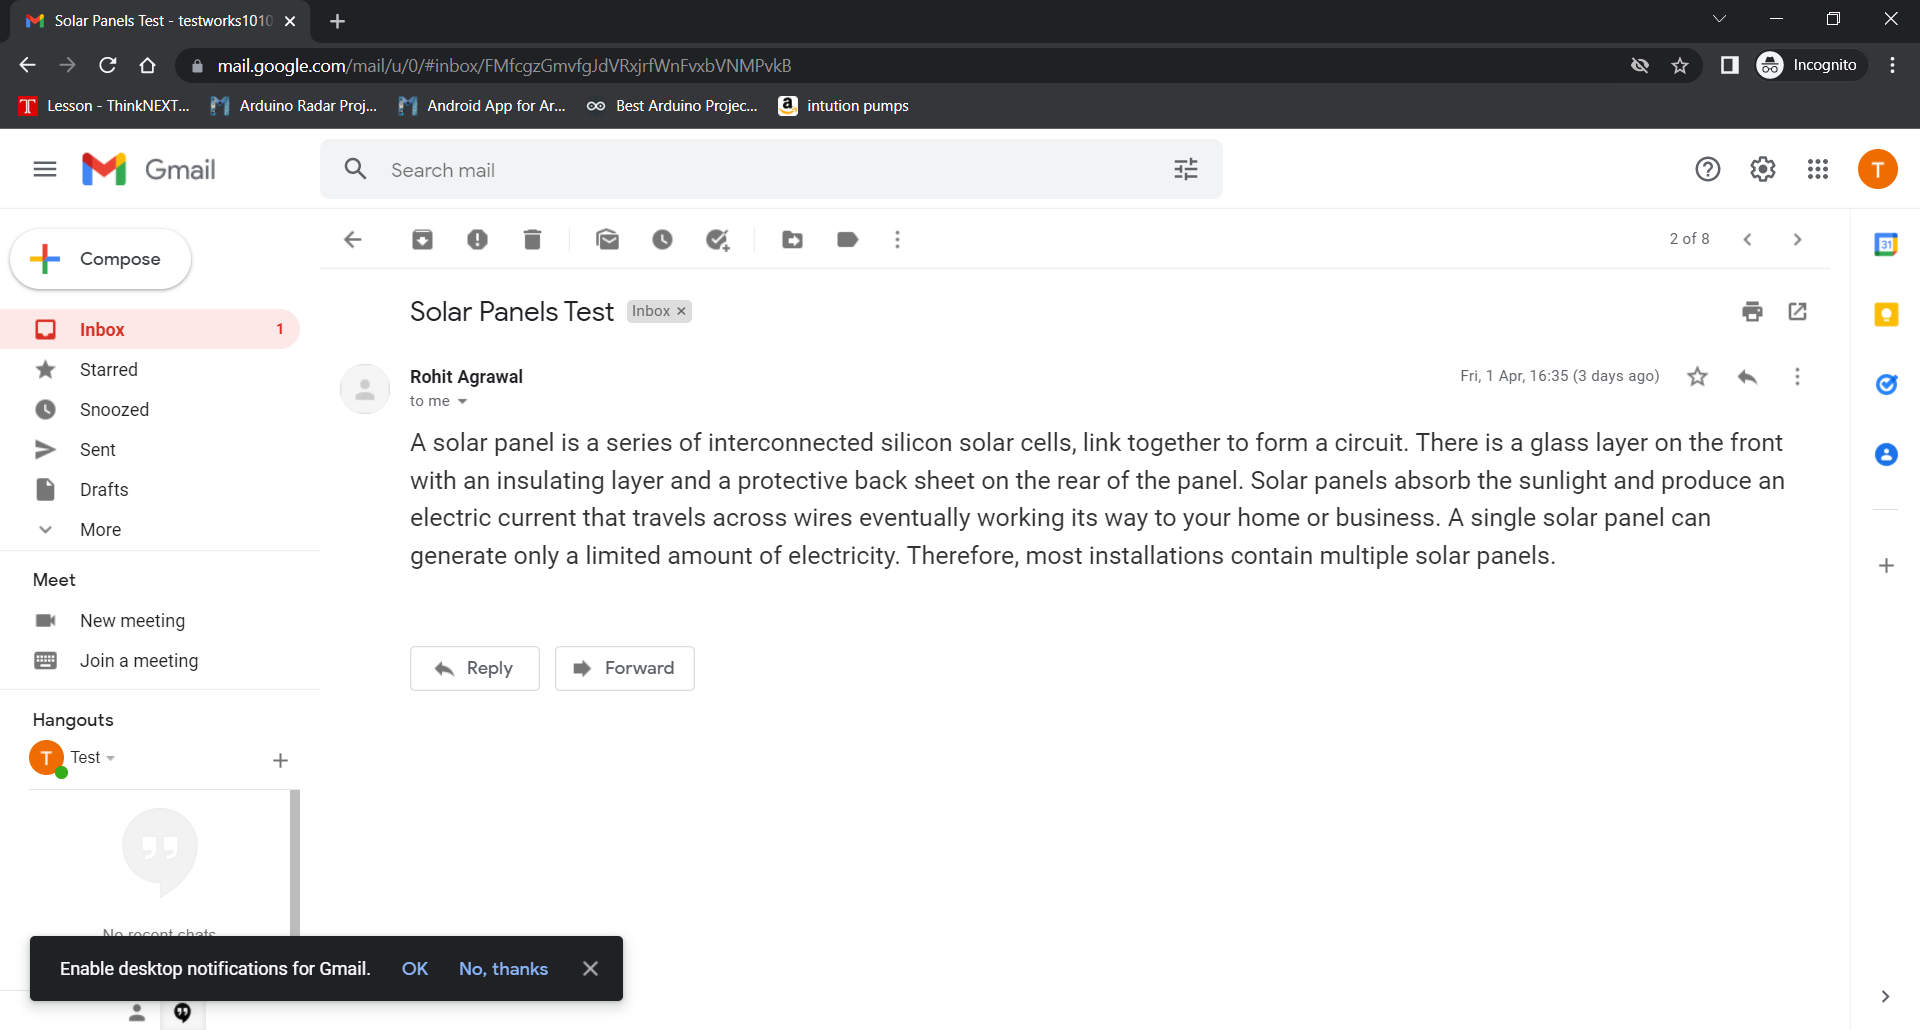 Solar Panels Test - testworks1010
mail.google.com/mail/u/0/#inbox/FMfcgzGmvfgJdVRxjrfWnFvxbVNMPvkB
Incognito
Lesson - ThinkNEXT... Arduino Radar Proj... Android App for Ar... Best Arduino Projec... intution pumps
Gmail
Search mail
T
Compose
2 of 8
31
Solar Panels Test Inbox
Inbox 1
Starred
Snoozed
Sent
Drafts
More
Rohit Agrawal
Fri, 1 Apr, 16:35 (3 days ago)
to me
A solar panel is a series of interconnected silicon solar cells, link together to form a circuit. There is a glass layer on the front
with an insulating layer and a protective back sheet on the rear of the panel. Solar panels absorb the sunlight and produce an
electric current that travels across wires eventually working its way to your home or business. A single solar panel can
generate only a limited amount of electricity. Therefore, most installations contain multiple solar panels.
Reply Forward
Meet
New meeting
Join a meeting
Hangouts
T Test
No recent chats
Enable desktop notifications for Gmail. OK No, thanks